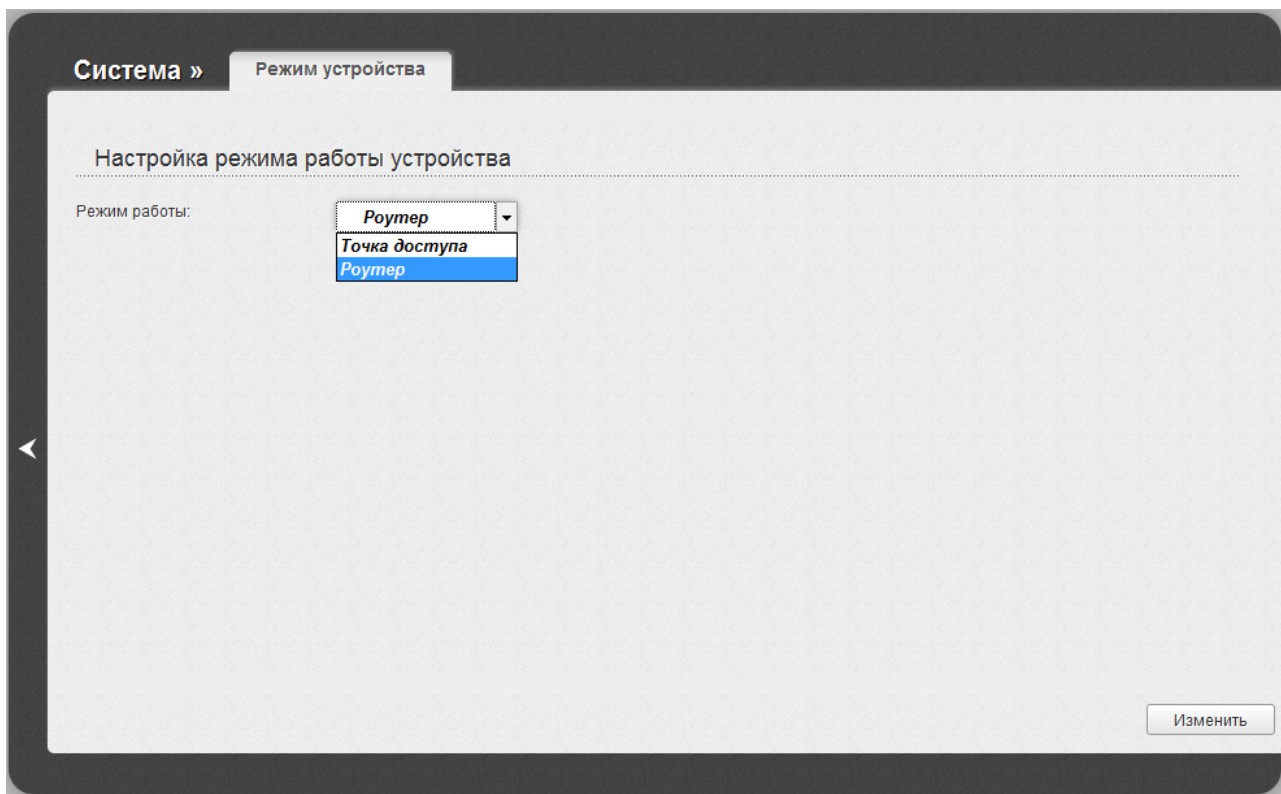 Система »
Режим устройства
Настройка режима работы устройства
Режим работы:
Роутер
Точка доступа
Роутер
Изменить